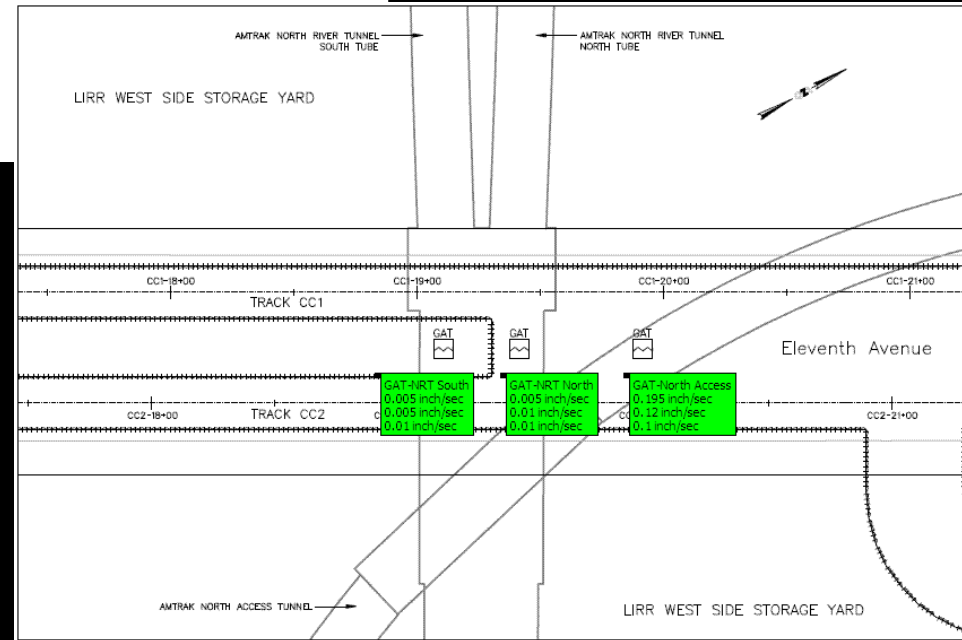 AMTRAK NORTH RIVER TUNNEL
SOUTH TUBE
AMTRAK NORTH RIVER TUNNEL
NORTH TUBE
LIRR WEST SIDE STORAGE YARD
CC1-18+00
CC1-19+00
CC1-20+00
CC1-21+00
TRACK CC1
GAT
GAT
GAT
Eleventh Avenue
GAT-NRT South
0.005 inch/sec
0.005 inch/sec
0.01 inch/sec
GAT-NRT North
0.005 inch/sec
0.01 inch/sec
0.01 inch/sec
GAT-North Access
0.195 inch/sec
0.12 inch/sec
0.1 inch/sec
CC2-18+00
TRACK CC2
CC2-21+00
AMTRAK NORTH ACCESS TUNNEL
LIRR WEST SIDE STORAGE YARD